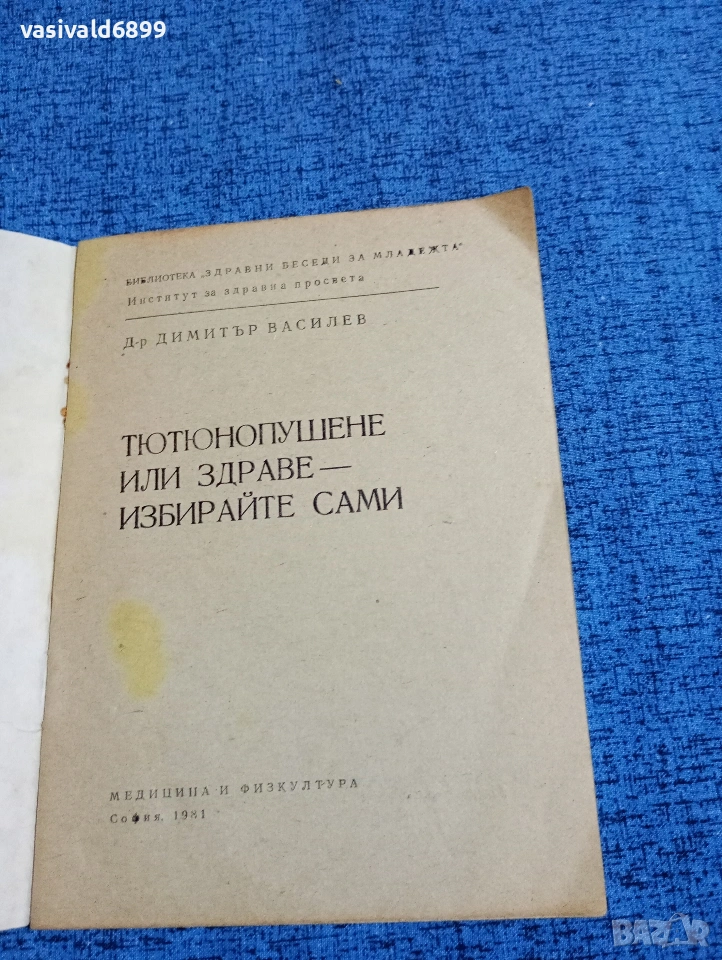 vasivald6899
БИБЛИОТЕКА „ЗДРАВНИ БЕСЕДИ ЗА МЛАДЕЖТА"
Институт за здравна просвета
Д-р ДИМИТЪР ВАСИЛЕВ
ТЮТЮНОПУШЕНЕ
ИЛИ ЗДРАВЕ —
ИЗБИРАЙТЕ САМИ
МЕДИЦИНА И ФИЗКУЛТУРА
София, 1981
BAZAR